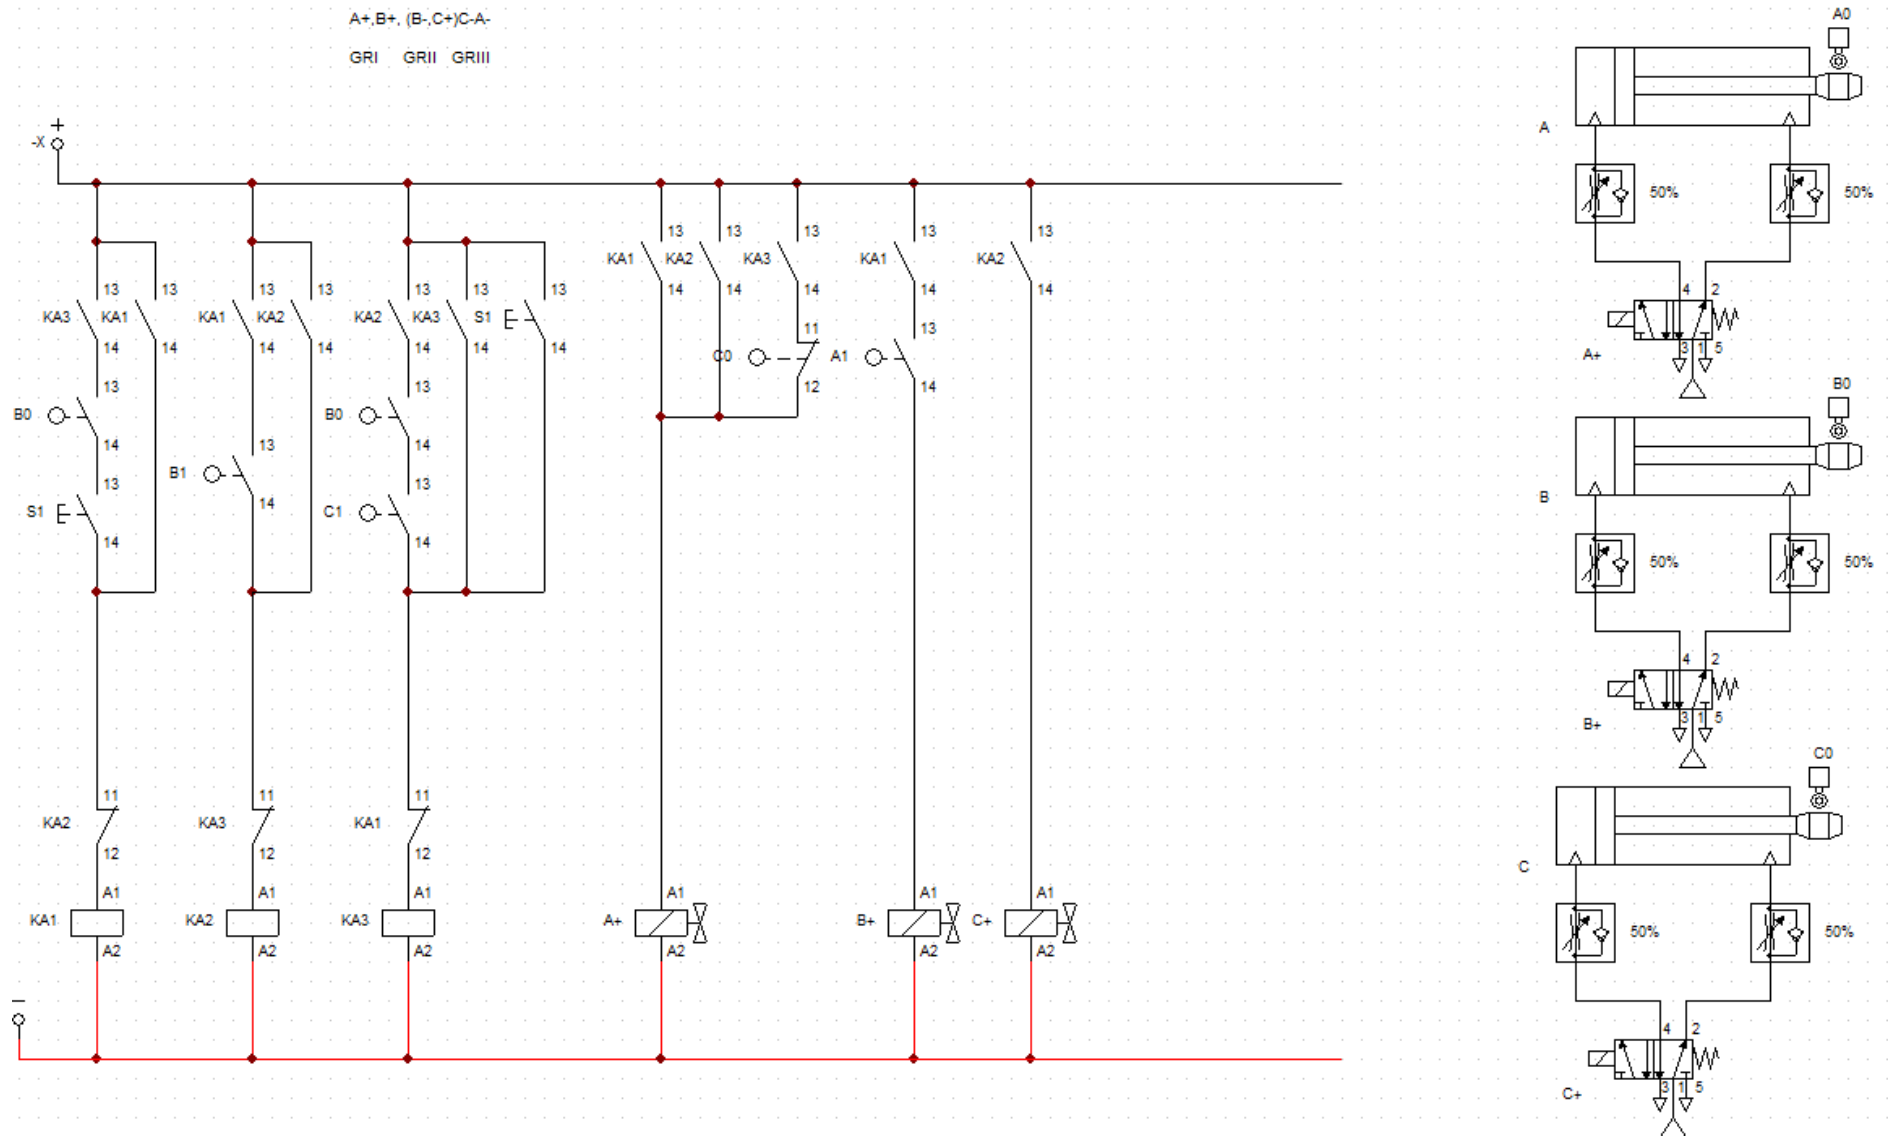 A+,B+, (B-,C+)C-A-
GRI GRII GRIII
+
-X
13 13 13 13 13 13 13
KA3 KA1 KA1 KA2 KA2 KA3 S1
14 14 14 14 14 14 14
13 13 13 13 13
KA1 KA2 KA3 KA1 KA2
14 14 14 14 14
13 13
B0 B0
14 14
13
B1
14
13 13
S1 C1
14 14
11 13
C0 A1
12 14
11 11 11
KA2 KA3 KA1
12 12 12
A1 A1 A1 A1 A1 A1
KA1 KA2 KA3 A+ B+ C+
A2 A2 A2 A2 A2 A2
A0
A
50% 50%
4 2
3 1 5
A+
B0
B
50% 50%
4 2
3 1 5
B+
C0
C
50% 50%
4 2
3 1 5
C+